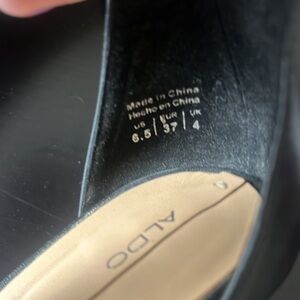 Made in China
Hecho en China
US | EUR | UK
6.5 | 37 | 4
ALDO